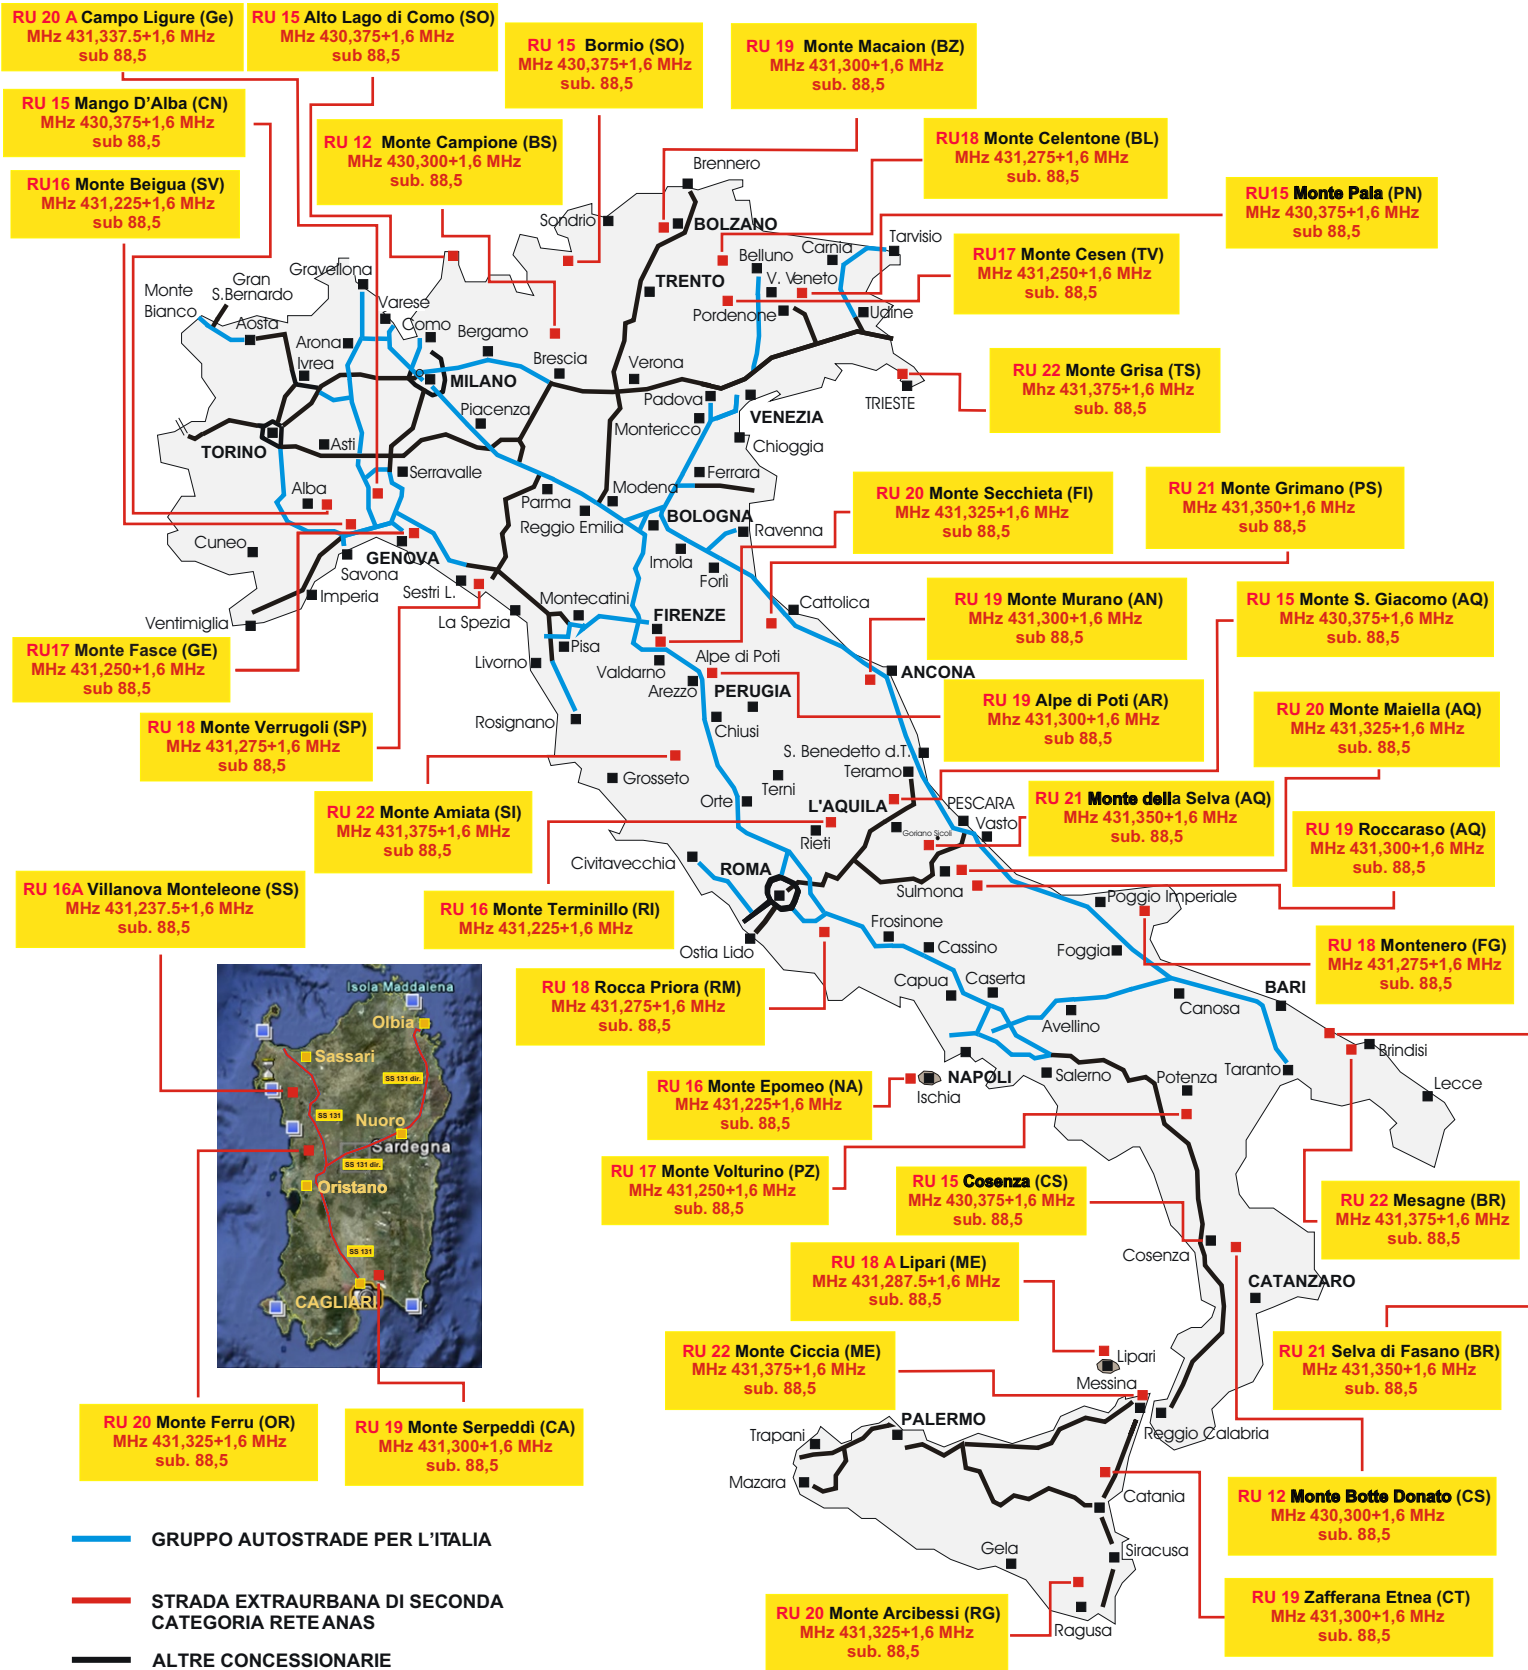 RU 20 A Campo Ligure (Ge)
MHz 431,337.5+1,6 MHz
sub 88,5
RU 15 Alto Lago di Como (SO)
MHz 430,375+1,6 MHz
sub 88,5
RU 15 Bormio (SO)
MHz 430,375+1,6 MHz
sub. 88,5
RU 19 Monte Macaion (BZ)
MHz 431,300+1,6 MHz
sub. 88,5
RU 15 Mango D'Alba (CN)
MHz 430,375+1,6 MHz
sub 88,5
RU 12 Monte Campione (BS)
MHz 430,300+1,6 MHz
sub. 88,5
RU18 Monte Celentone (BL)
MHz 431,275+1,6 MHz
sub. 88,5
RU16 Monte Beigua (SV)
MHz 431,225+1,6 MHz
sub 88,5
RU15 Monte Pala (PN)
MHz 430,375+1,6 MHz
sub 88,5
RU17 Monte Cesen (TV)
MHz 431,250+1,6 MHz
sub. 88,5
RU 22 Monte Grisa (TS)
Mhz 431,375+1,6 MHz
sub. 88,5
Brennero
Sondrio
BOLZANO
Tarvisio
Carnia
Belluno
V. Veneto
TRENTO
Pordenone
Udine
Gravellona
Gran
S.Bernardo
Monte
Bianco
Aosta
Varese
Como
Arona
Ivrea
Bergamo
Brescia
Verona
MILANO
Padova
VENEZIA
TRIESTE
Piacenza
Montericco
Chioggia
TORINO
Asti
Serravalle
Ferrara
Alba
Parma
Modena
Reggio Emilia
BOLOGNA
Ravenna
Cuneo
GENOVA
Savona
Imola
Forlì
Imperia
Sestri L.
Montecatini
Cattolica
Ventimiglia
La Spezia
FIRENZE
RU 20 Monte Secchieta (FI)
MHz 431,325+1,6 MHz
sub 88,5
RU 21 Monte Grimano (PS)
MHz 431,350+1,6 MHz
sub 88,5
RU 19 Monte Murano (AN)
MHz 431,300+1,6 MHz
sub 88,5
RU 15 Monte S. Giacomo (AQ)
MHz 430,375+1,6 MHz
sub. 88,5
RU17 Monte Fasce (GE)
MHz 431,250+1,6 MHz
sub 88,5
Pisa
Livorno
Valdarno
Alpe di Poti
Arezzo
PERUGIA
ANCONA
RU 18 Monte Verrugoli (SP)
MHz 431,275+1,6 MHz
sub 88,5
Rosignano
Chiusi
RU 19 Alpe di Poti (AR)
Mhz 431,300+1,6 MHz
sub 88,5
RU 20 Monte Maiella (AQ)
MHz 431,325+1,6 MHz
sub. 88,5
S. Benedetto d.T.
Teramo
Grosseto
Terni
Orte
L'AQUILA
PESCARA
Vasto
Goriano Sicoli
Rieti
RU 22 Monte Amiata (SI)
MHz 431,375+1,6 MHz
sub 88,5
RU 21 Monte della Selva (AQ)
MHz 431,350+1,6 MHz
sub. 88,5
RU 19 Roccaraso (AQ)
MHz 431,300+1,6 MHz
sub. 88,5
Civitavecchia
ROMA
Sulmona
RU 16A Villanova Monteleone (SS)
MHz 431,237.5+1,6 MHz
sub. 88,5
RU 16 Monte Terminillo (RI)
MHz 431,225+1,6 MHz
Poggio Imperiale
Frosinone
Ostia Lido
Cassino
Foggia
RU 18 Montenero (FG)
MHz 431,275+1,6 MHz
sub. 88,5
RU 18 Rocca Priora (RM)
MHz 431,275+1,6 MHz
sub. 88,5
Capua
Caserta
BARI
Canosa
Avellino
Brindisi
Isola Maddalena
Olbia
Sassari
SS 131 dir.
SS 131
Nuoro
Sardegna
SS 131 dir.
Oristano
SS 131
CAGLIARI
RU 16 Monte Epomeo (NA)
MHz 431,225+1,6 MHz
sub. 88,5
NAPOLI
Ischia
Salerno
Potenza
Taranto
Lecce
RU 17 Monte Volturino (PZ)
MHz 431,250+1,6 MHz
sub. 88,5
RU 15 Cosenza (CS)
MHz 430,375+1,6 MHz
sub. 88,5
RU 22 Mesagne (BR)
MHz 431,375+1,6 MHz
sub. 88,5
RU 18 A Lipari (ME)
MHz 431,287.5+1,6 MHz
sub. 88,5
Cosenza
CATANZARO
RU 22 Monte Ciccia (ME)
MHz 431,375+1,6 MHz
sub. 88,5
Lipari
Messina
RU 21 Selva di Fasano (BR)
MHz 431,350+1,6 MHz
sub. 88,5
RU 20 Monte Ferru (OR)
MHz 431,325+1,6 MHz
sub. 88,5
RU 19 Monte Serpeddì (CA)
MHz 431,300+1,6 MHz
sub. 88,5
PALERMO
Trapani
Reggio Calabria
Mazara
Catania
RU 12 Monte Botte Donato (CS)
MHz 430,300+1,6 MHz
sub. 88,5
Gela
Siracusa
Ragusa
RU 20 Monte Arcibessi (RG)
MHz 431,325+1,6 MHz
sub. 88,5
RU 19 Zafferana Etnea (CT)
MHz 431,300+1,6 MHz
sub. 88,5
GRUPPO AUTOSTRADE PER L'ITALIA
STRADA EXTRAURBANA DI SECONDA
CATEGORIA RETE ANAS
ALTRE CONCESSIONARIE